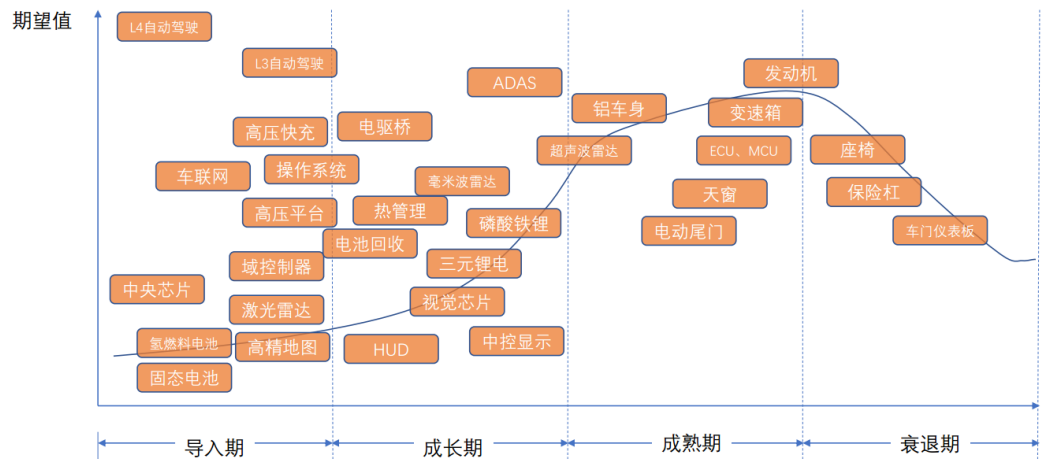 期望值
L4自动驾驶
L3自动驾驶
高压快充
车联网
操作系统
高压平台
域控制器
中央芯片
激光雷达
氢燃料电池
高精地图
固态电池
ADAS
电驱桥
毫米波雷达
热管理
磷酸铁锂
电池回收
三元锂电
视觉芯片
HUD
中控显示
发动机
铝车身
变速箱
超声波雷达
ECU、MCU
天窗
电动尾门
座椅
保险杠
车门仪表板
导入期
成长期
成熟期
衰退期